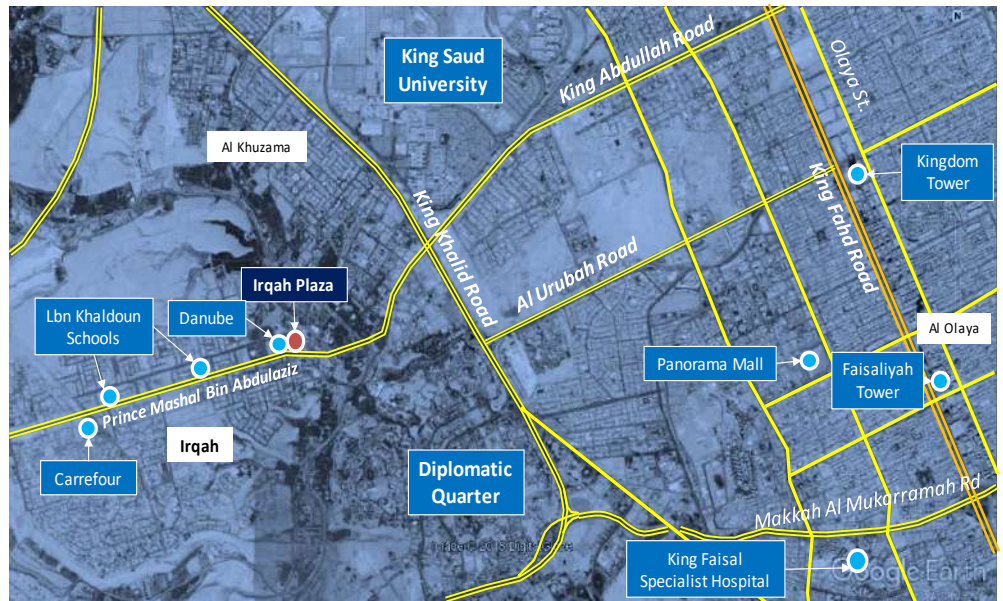 King Saud
University
King Abdullah Road
Olaya St.
Al Khuzama
Kingdom
Tower
King Khalid Road
King Fahd Road
Al Urubah Road
Irqah Plaza
Lbn Khaldoun
Schools
Danube
Al Olaya
Panorama Mall
Faisaliyah
Tower
Prince Mashal Bin Abdulaziz
Irqah
Carrefour
Diplomatic
Quarter
Makkah Al Mukarramah Rd
King Faisal
Specialist Hospital
Google Earth
N